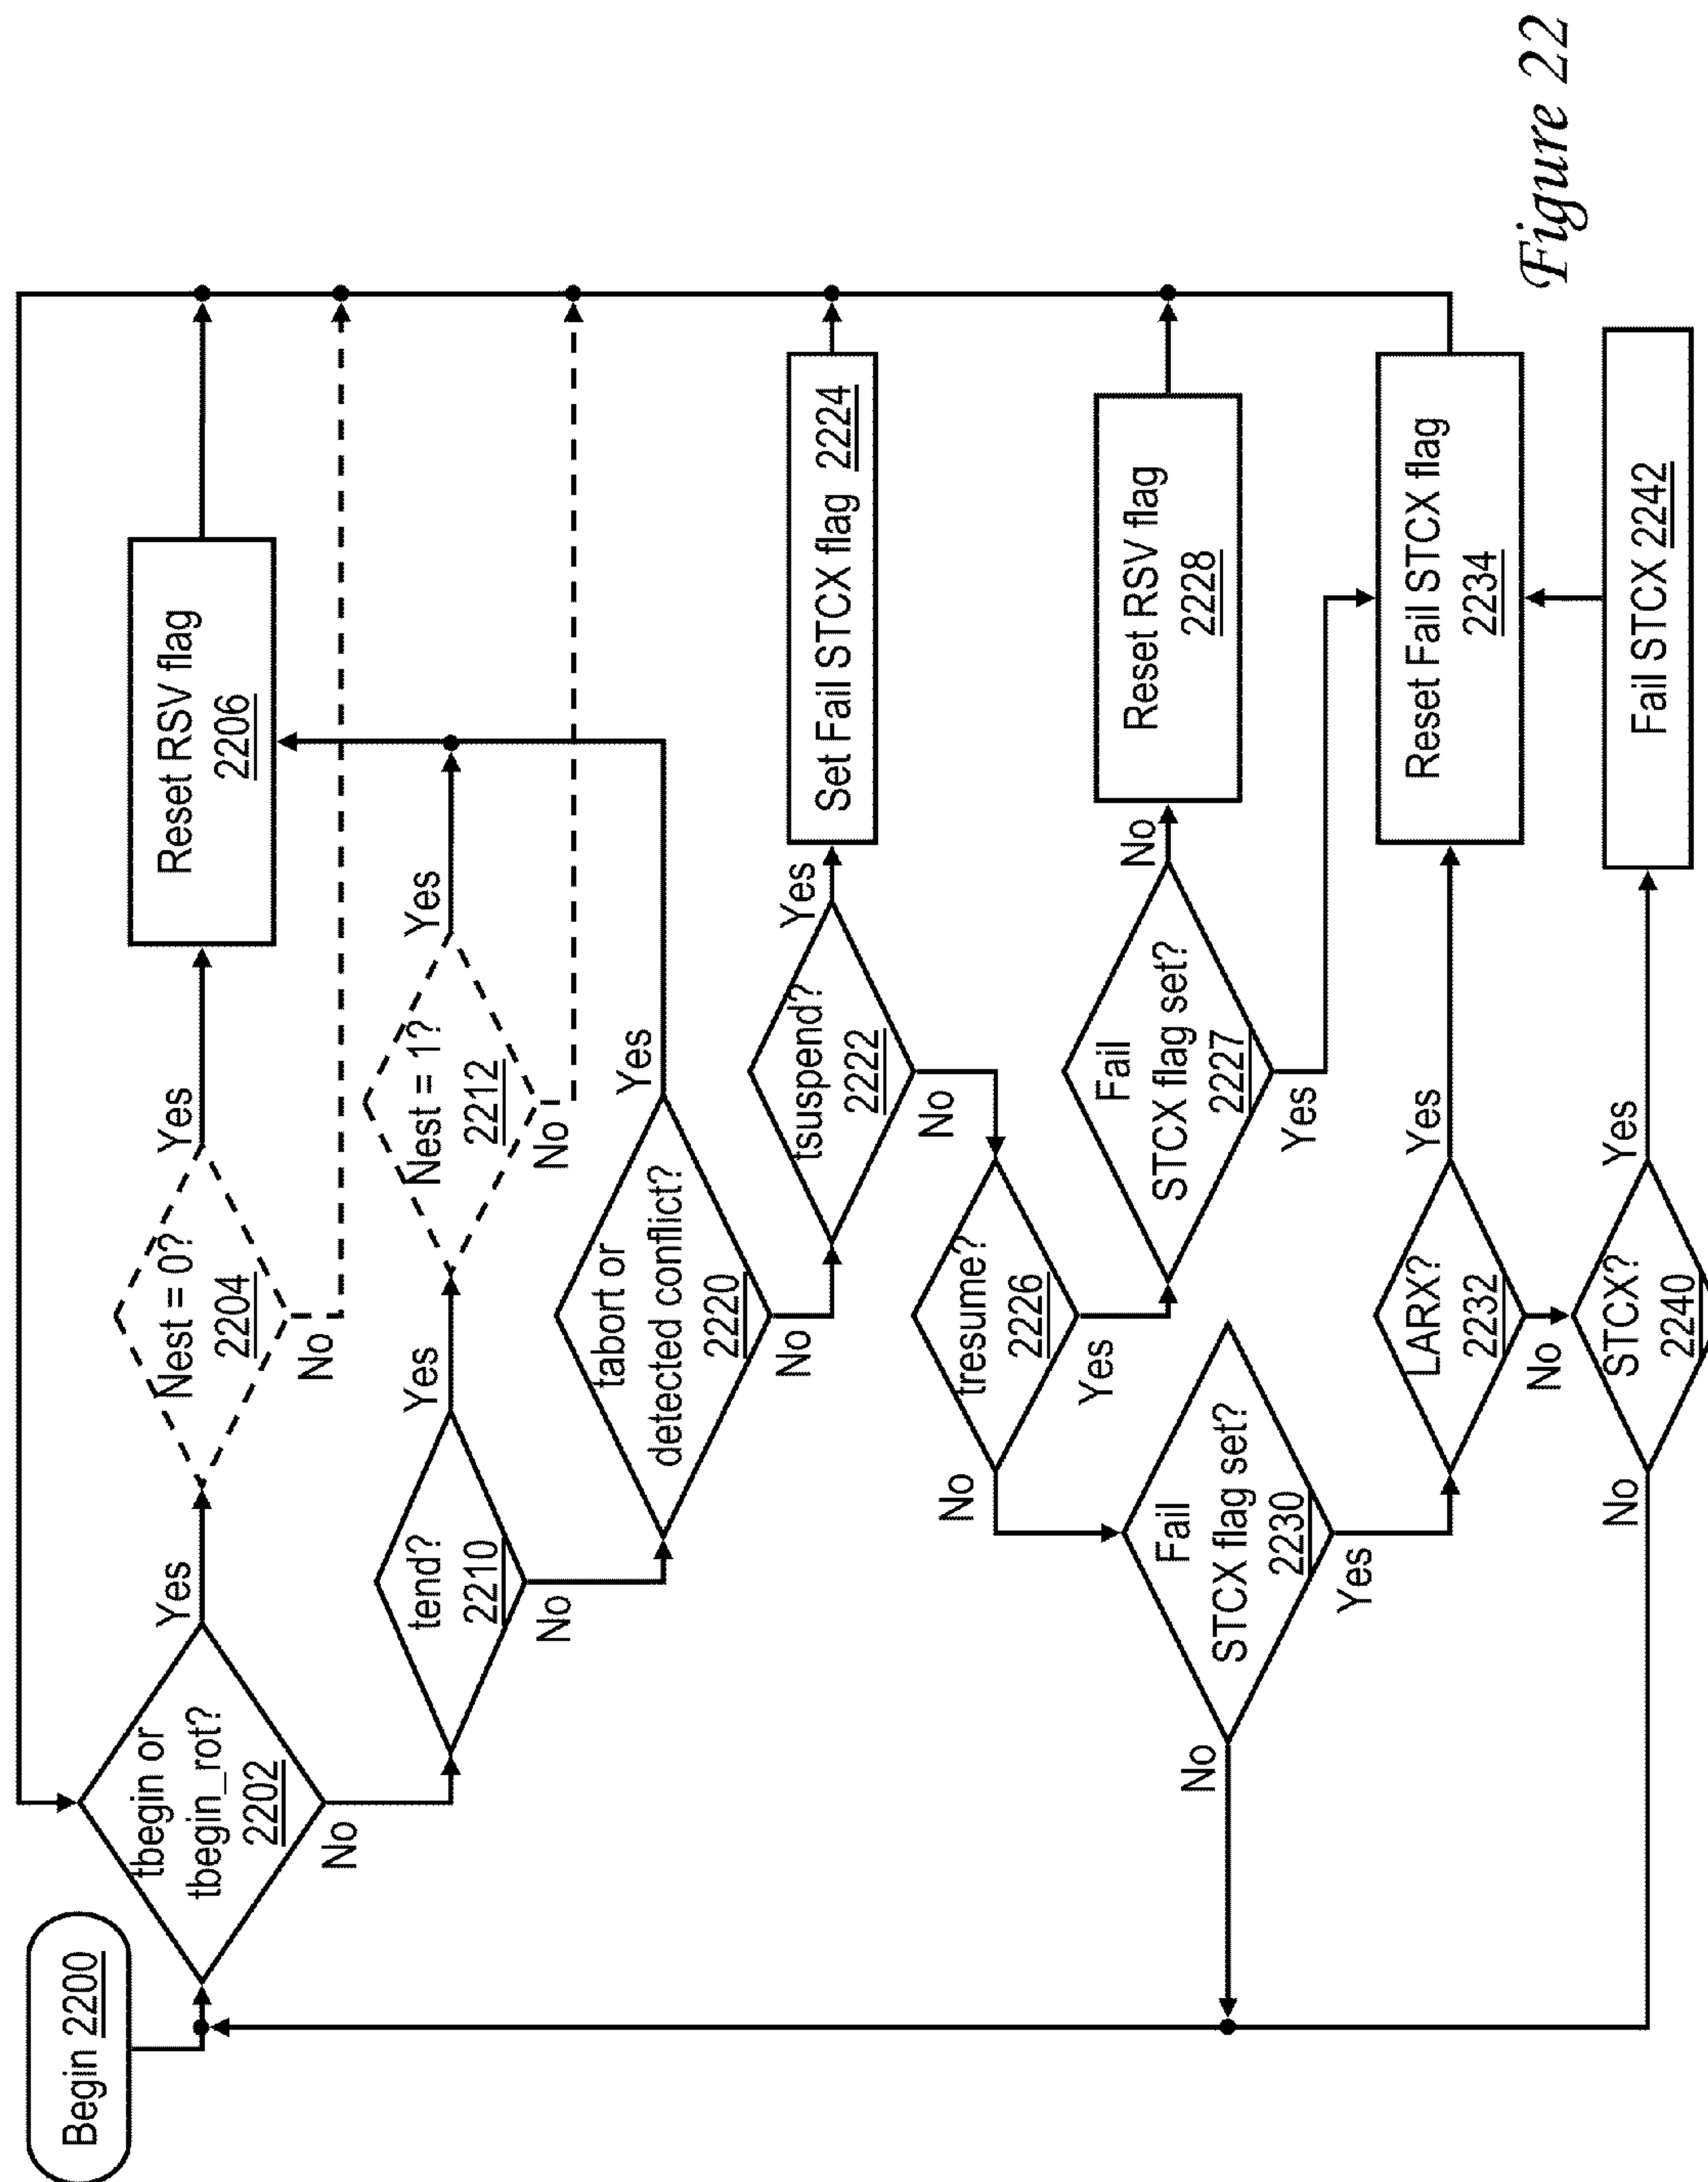 Begin 2200
tbegin or
tbegin_rot?
2202
Yes
No
Nest = 0?
2204
Yes
No
Reset RSV flag
2206
tend?
2210
Yes
No
Nest = 1?
2212
Yes
No
tabort or
detected conflict?
2220
Yes
No
tsuspend?
2222
Yes
No
Set Fail STCX flag 2224
tresume?
2226
Yes
No
Fail
STCX flag set?
2227
No
Yes
Reset RSV flag
2228
Fail
STCX flag set?
2230
No
Yes
LARX?
2232
Yes
No
Reset Fail STCX flag
2234
STCX?
2240
Yes
No
Fail STCX 2242
Figure 22